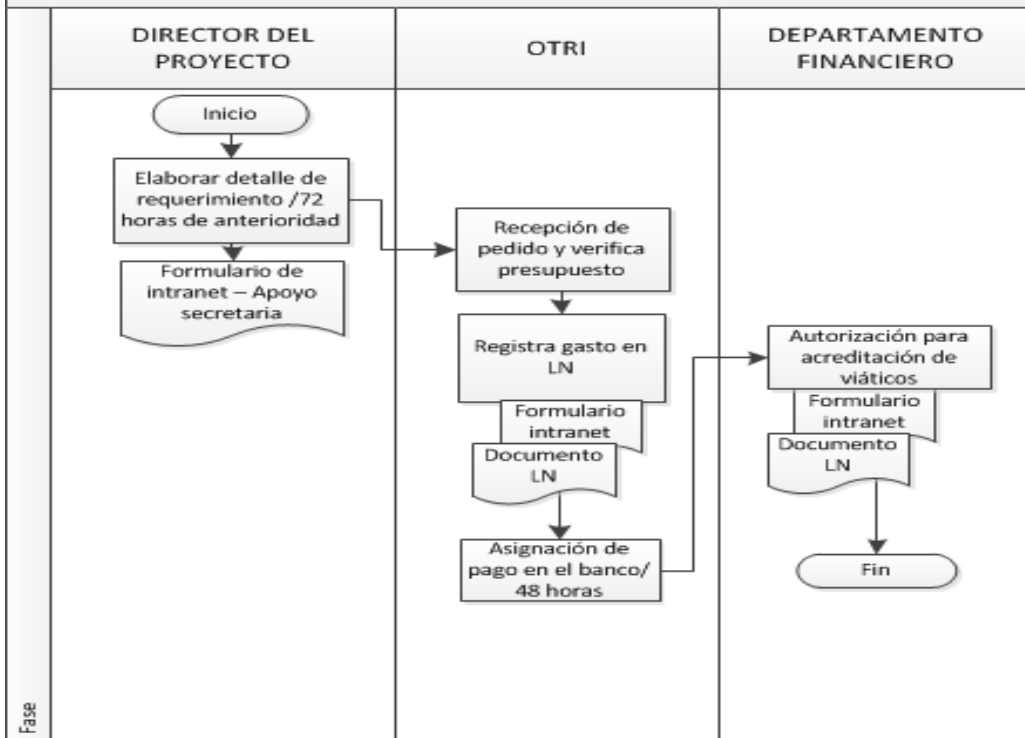 DIRECTOR DEL
PROYECTO
OTRI
DEPARTAMENTO
FINANCIERO
Inicio
Elaborar detalle de
requerimiento /72
horas de anterioridad
Formulario de
intranet – Apoyo
secretaria
Recepción de
pedido y verifica
presupuesto
Registra gasto en
LN
Formulario
intranet
Documento
LN
Asignación de
pago en el banco/
48 horas
Autorización para
acreditación de
viáticos
Formulario
intranet
Documento
LN
Fin
Fase